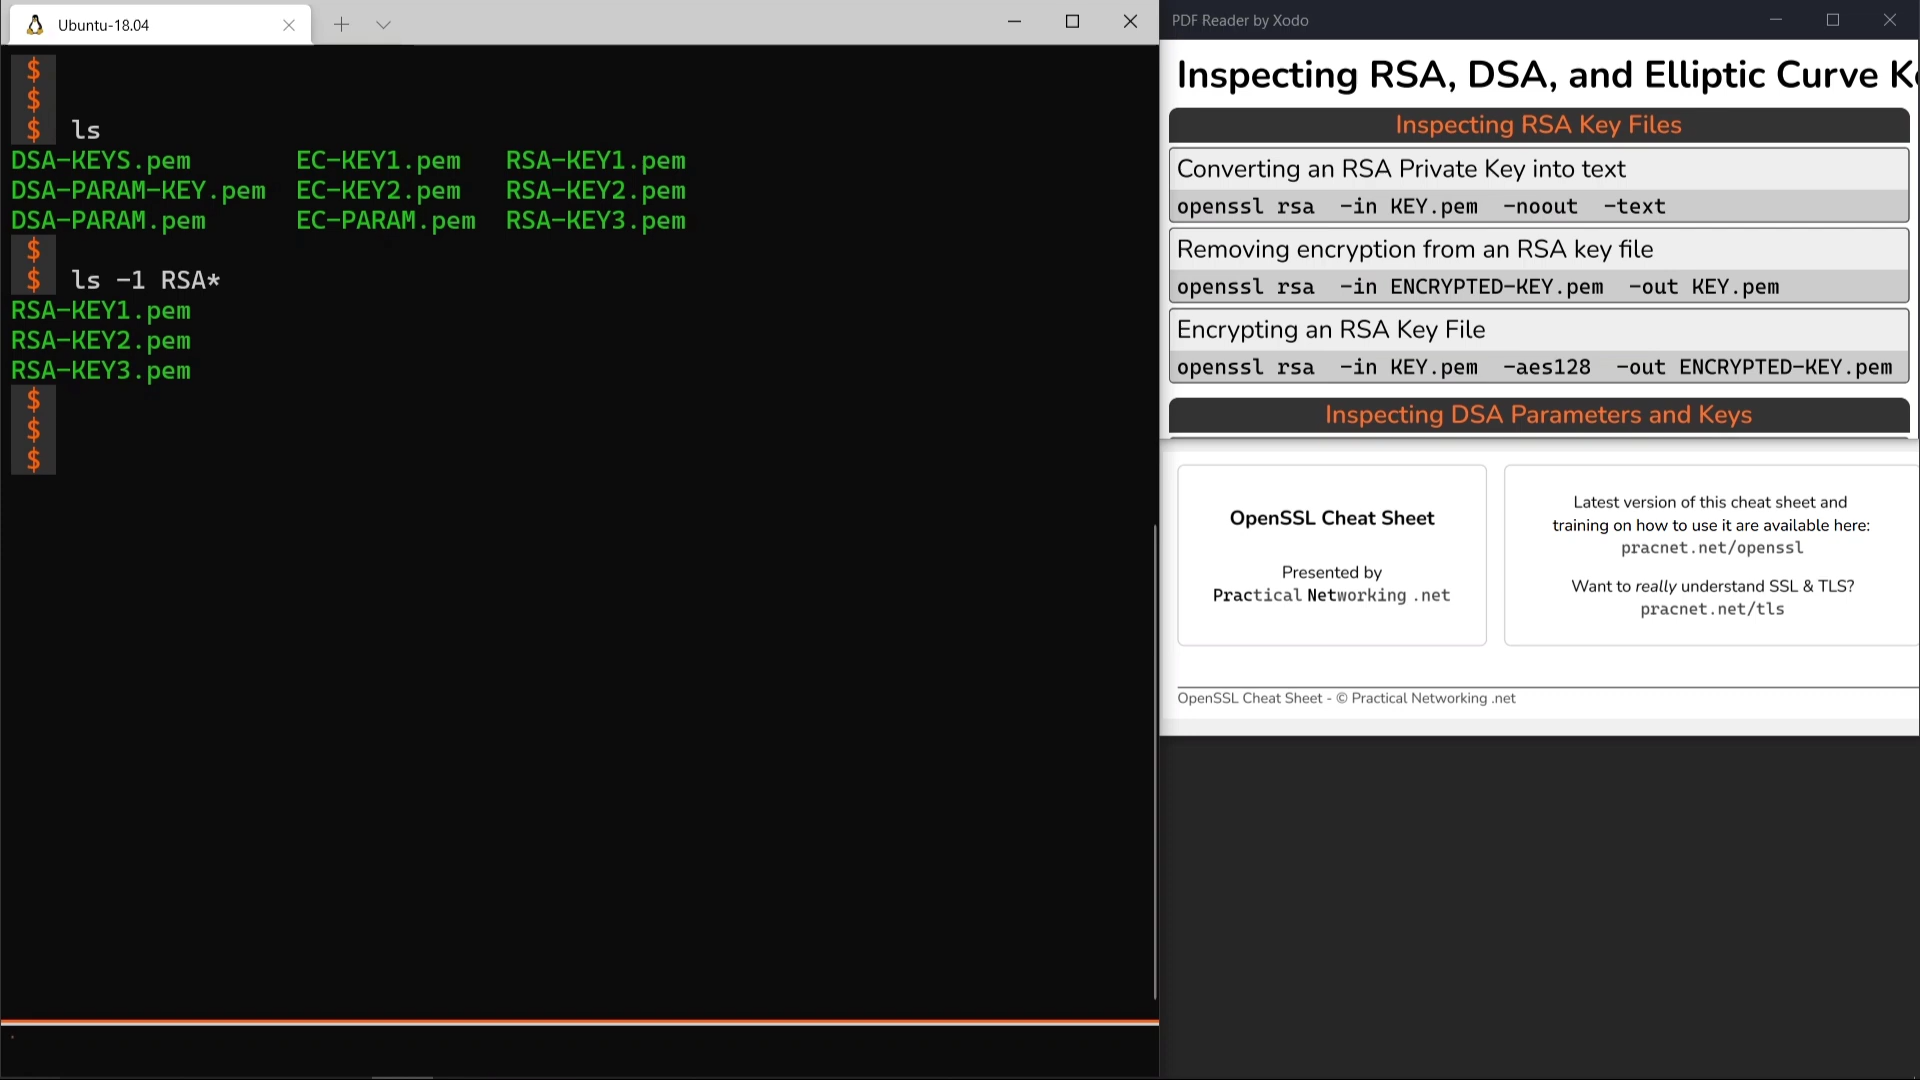 Ubuntu-18.04
$
$
$ ls
DSA-KEYS.pem EC-KEY1.pem RSA-KEY1.pem
DSA-PARAM-KEY.pem EC-KEY2.pem RSA-KEY2.pem
DSA-PARAM.pem EC-PARAM.pem RSA-KEY3.pem
$
$ ls -1 RSA*
RSA-KEY1.pem
RSA-KEY2.pem
RSA-KEY3.pem
$
$
$
PDF Reader by Xodo
Inspecting RSA, DSA, and Elliptic Curve K
Inspecting RSA Key Files
Converting an RSA Private Key into text
openssl rsa -in KEY.pem -noout -text
Removing encryption from an RSA key file
openssl rsa -in ENCRYPTED-KEY.pem -out KEY.pem
Encrypting an RSA Key File
openssl rsa -in KEY.pem -aes128 -out ENCRYPTED-KEY.pem
Inspecting DSA Parameters and Keys
OpenSSL Cheat Sheet
Presented by
Practical Networking .net
Latest version of this cheat sheet and
training on how to use it are available here:
pracnet.net/openssl
Want to really understand SSL & TLS?
pracnet.net/tls
OpenSSL Cheat Sheet - © Practical Networking .net